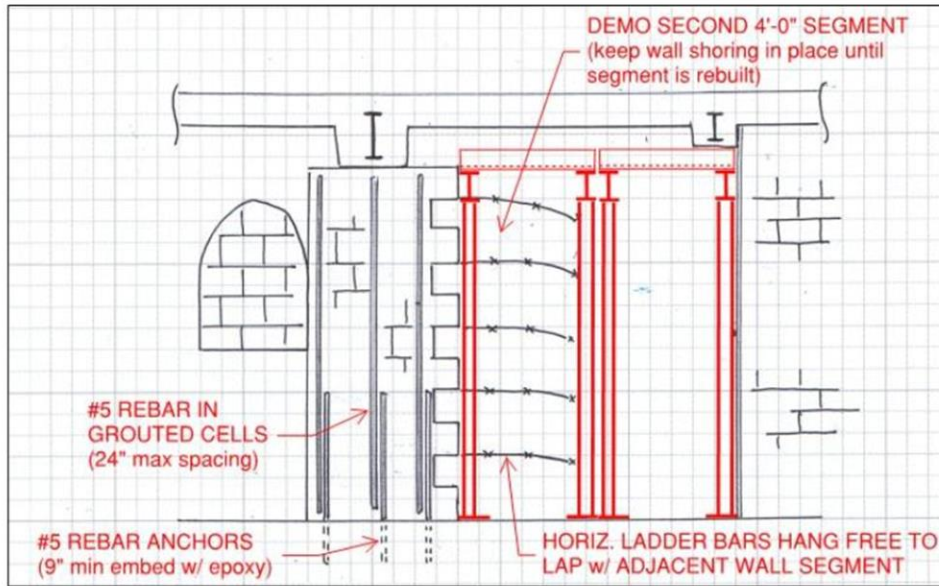 DEMO SECOND 4'-0" SEGMENT
(keep wall shoring in place until
segment is rebuilt)
#5 REBAR IN
GROUTED CELLS
(24" max spacing)
#5 REBAR ANCHORS
(9" min embed w/ epoxy)
HORIZ. LADDER BARS HANG FREE TO
LAP w/ ADJACENT WALL SEGMENT